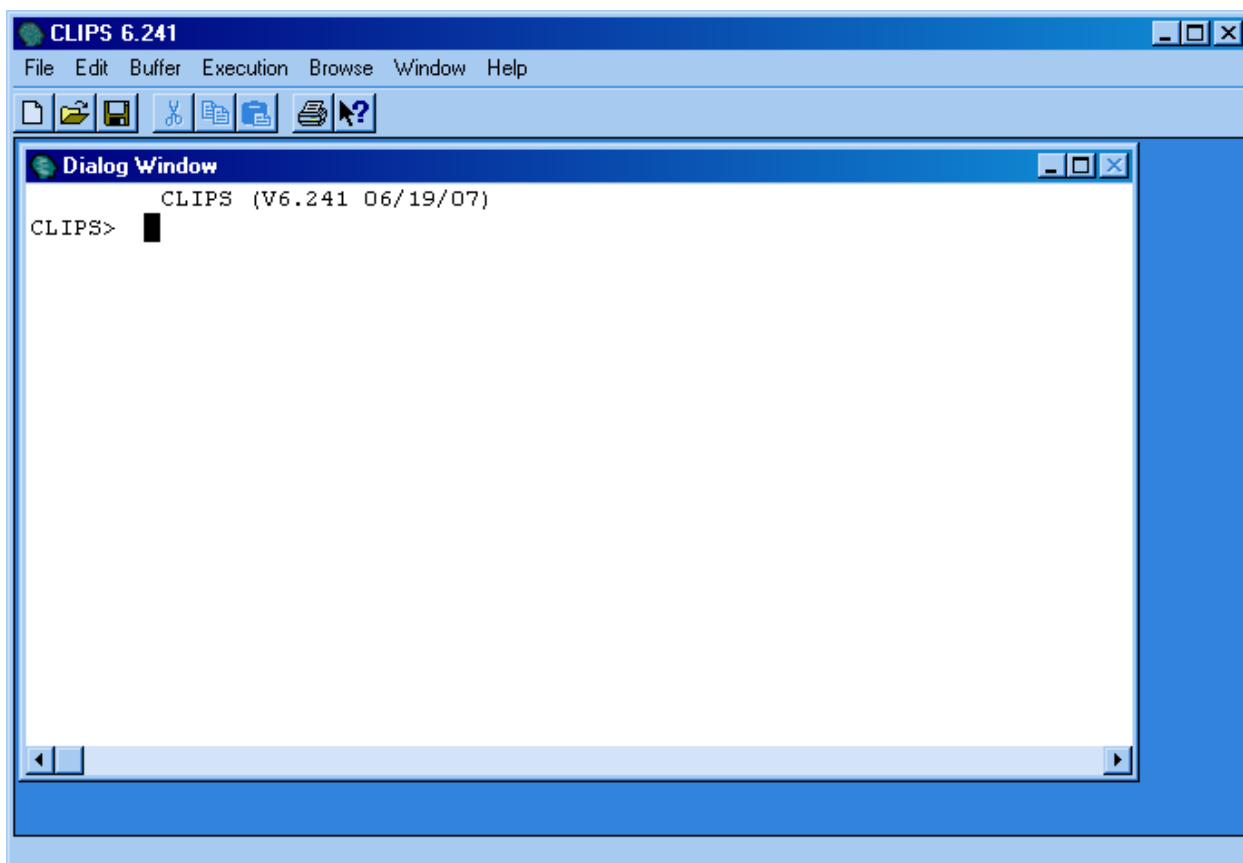 CLIPS 6.241
File Edit Buffer Execution Browse Window Help
Dialog Window
CLIPS (V6.241 06/19/07)
CLIPS>